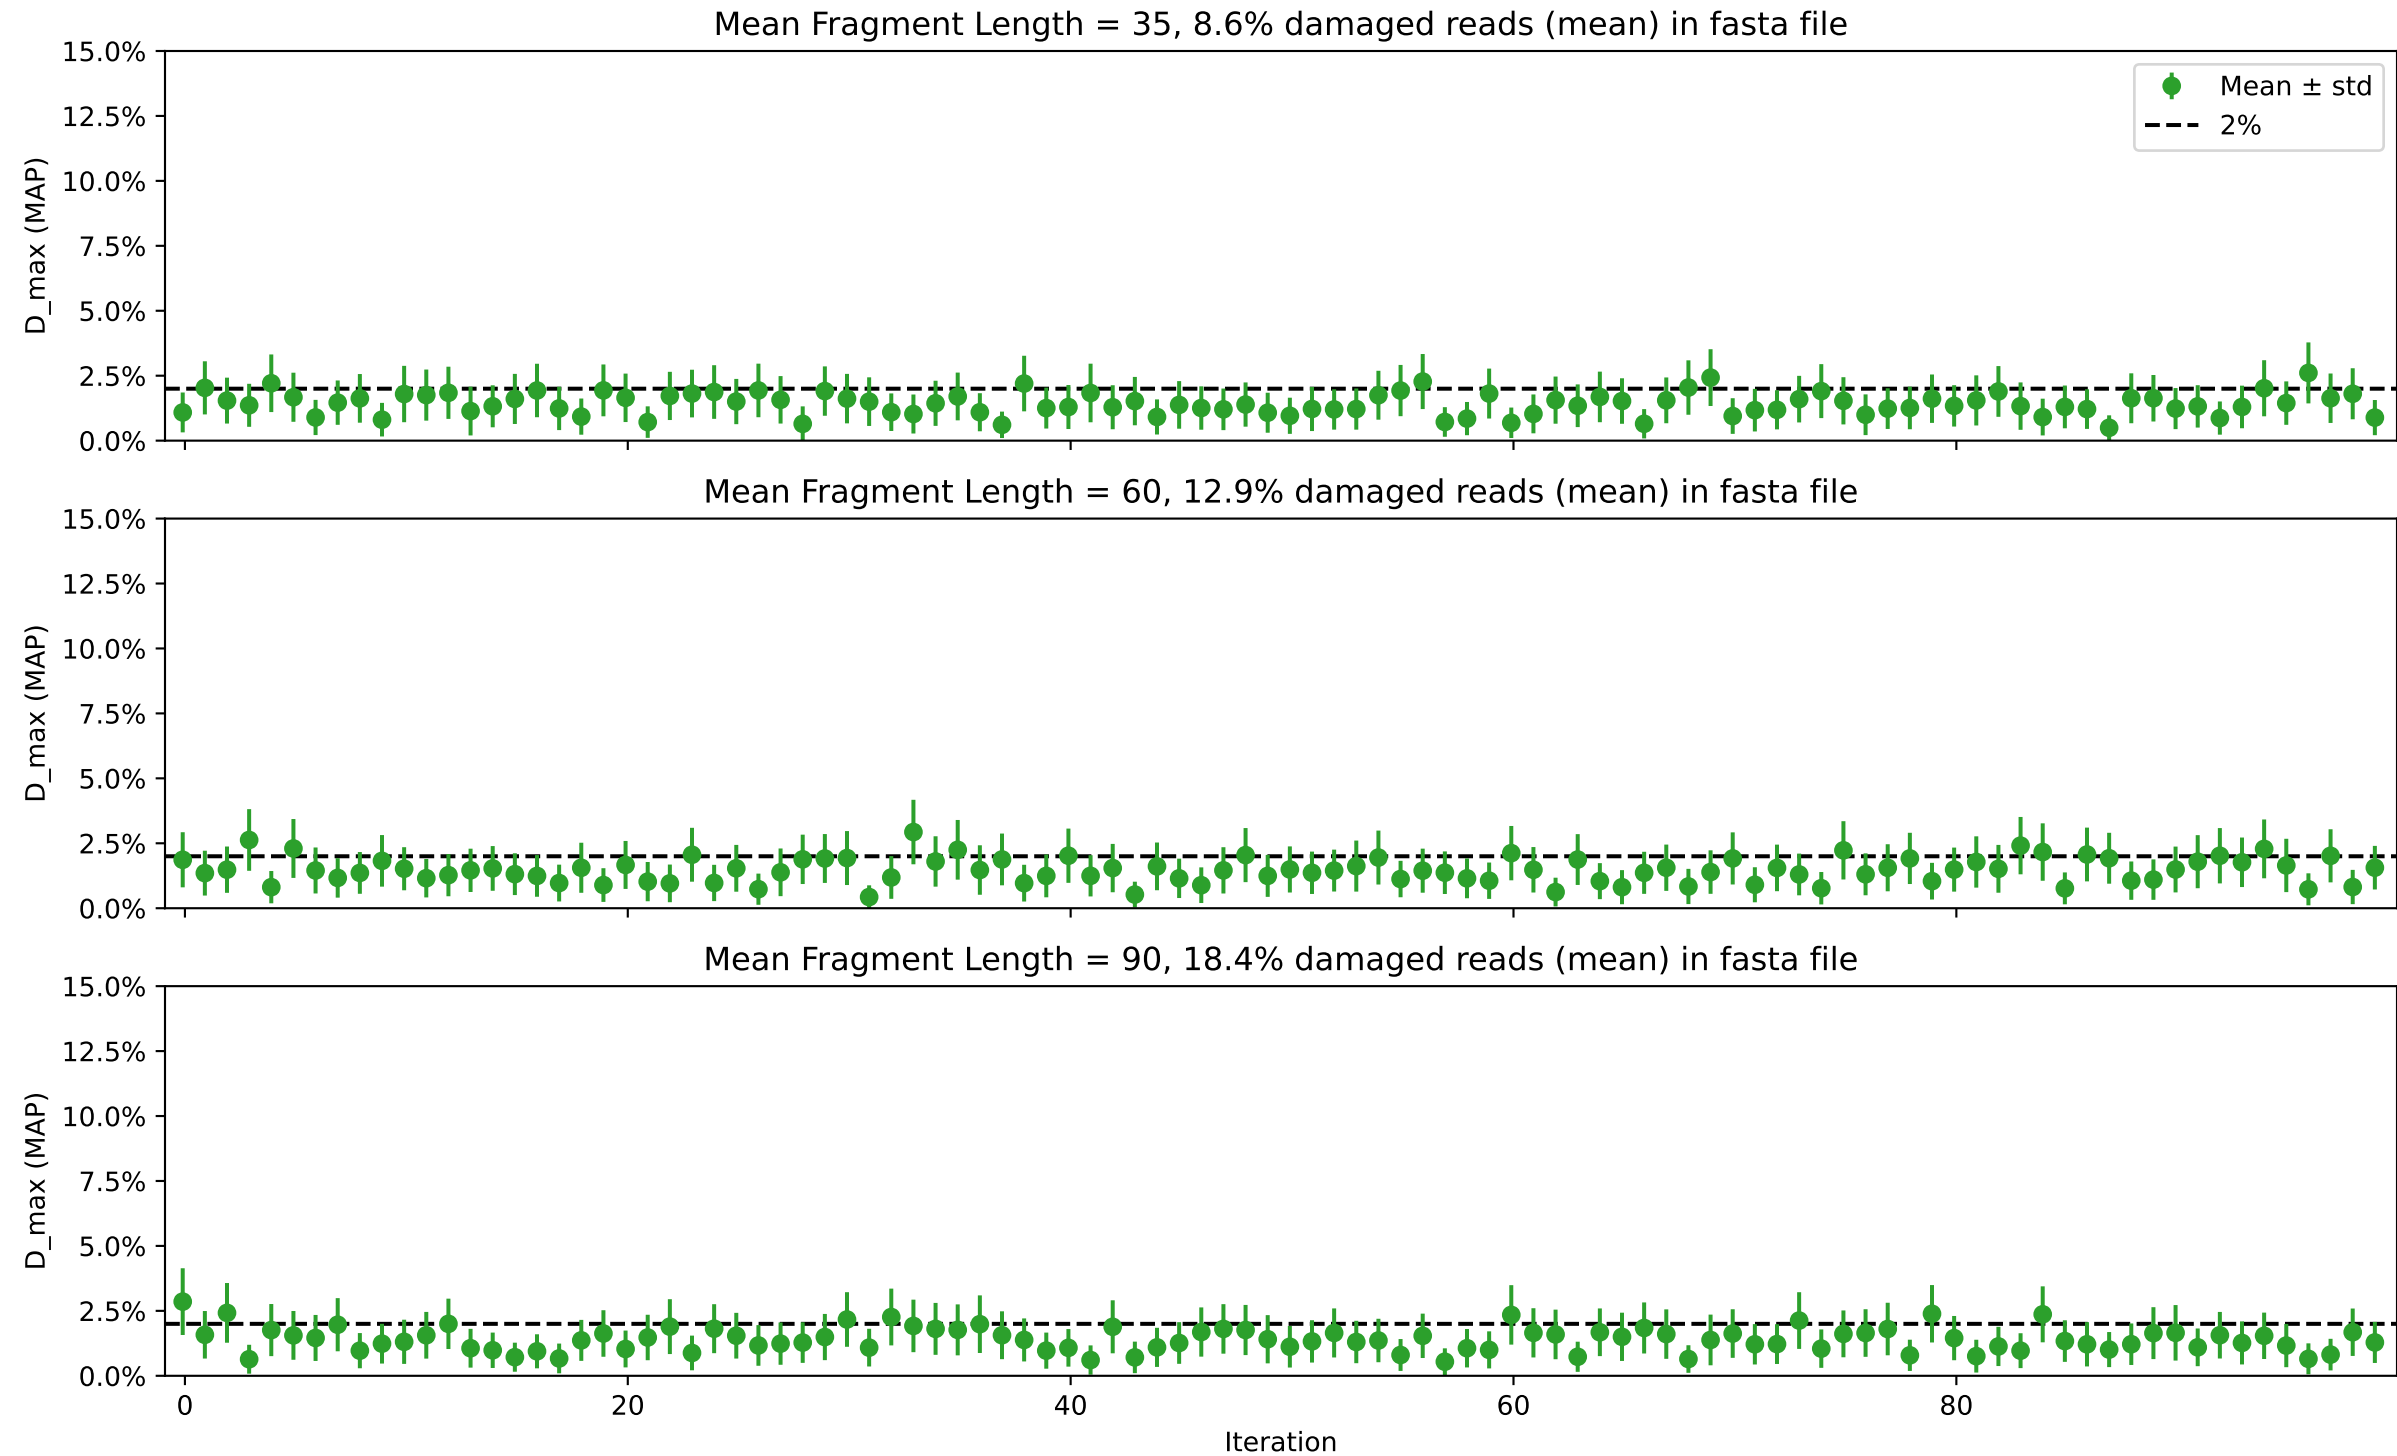 Mean Fragment Length = 35, 8.6% damaged reads (mean) in fasta file
15.0%
12.5%
10.0%
7.5%
5.0%
2.5%
0.0%
D_max (MAP)
Mean ± std
2%
Mean Fragment Length = 60, 12.9% damaged reads (mean) in fasta file
15.0%
12.5%
10.0%
7.5%
5.0%
2.5%
0.0%
D_max (MAP)
Mean Fragment Length = 90, 18.4% damaged reads (mean) in fasta file
15.0%
12.5%
10.0%
7.5%
5.0%
2.5%
0.0%
D_max (MAP)
0 20 40 60 80
Iteration